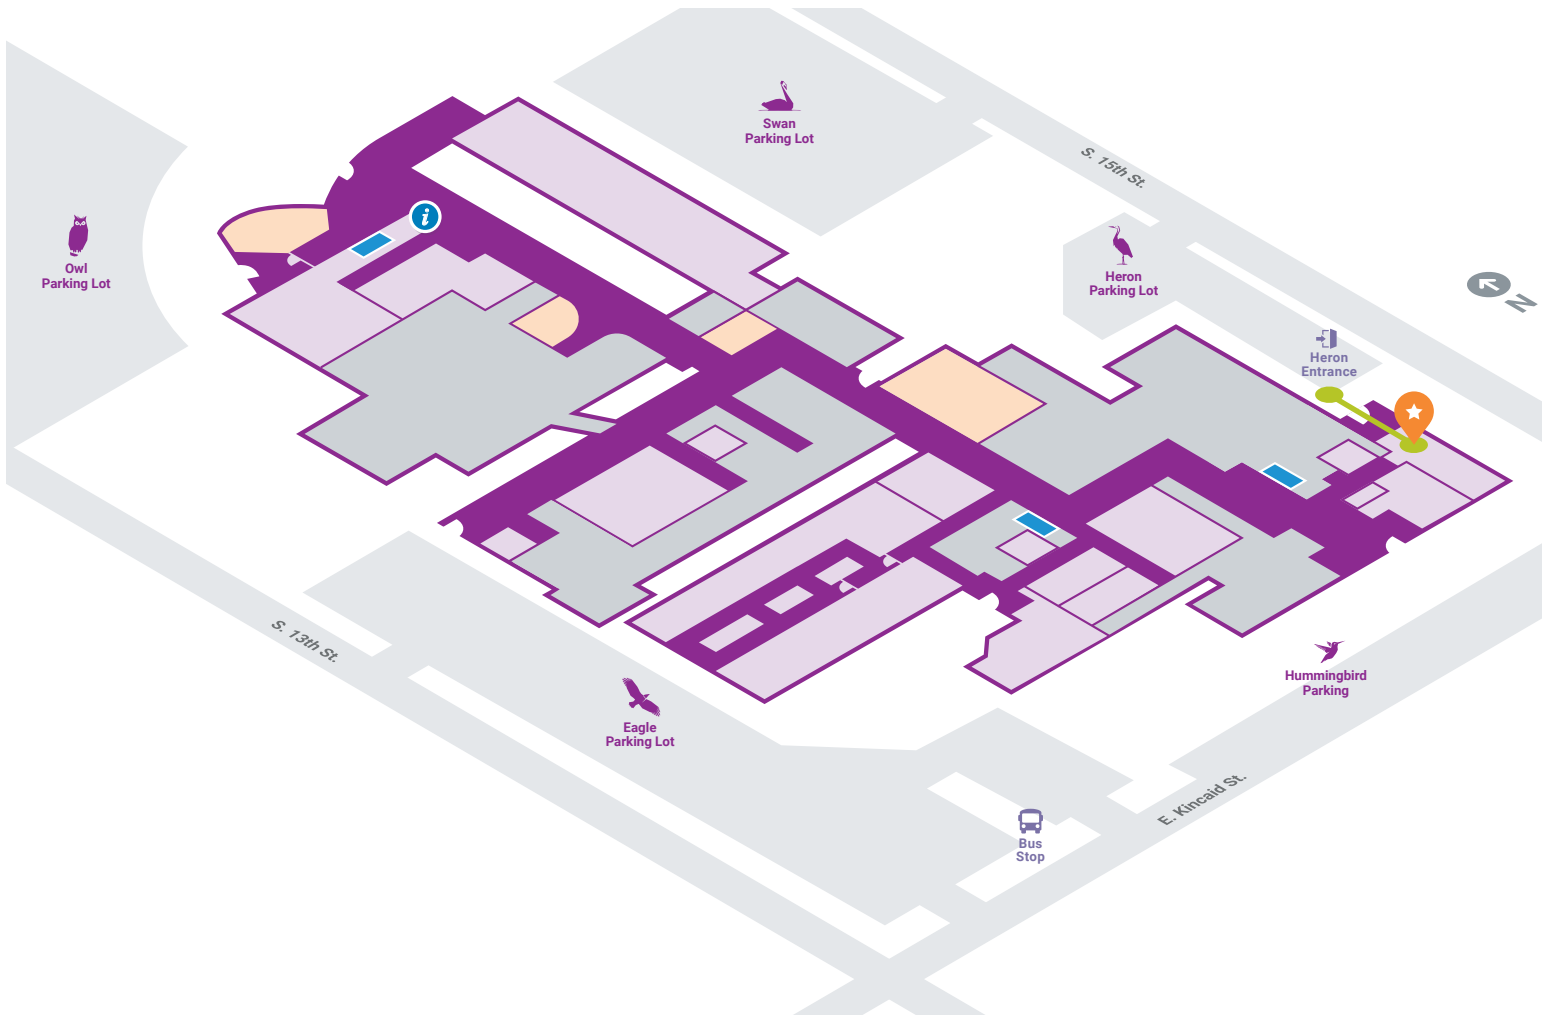 Swan
Parking Lot
S. 15th St.
Owl
Parking Lot
i
Heron
Parking Lot
N
Heron
Entrance
S. 13th St.
Eagle
Parking Lot
Hummingbird
Parking
E. Kincaid St.
Bus
Stop